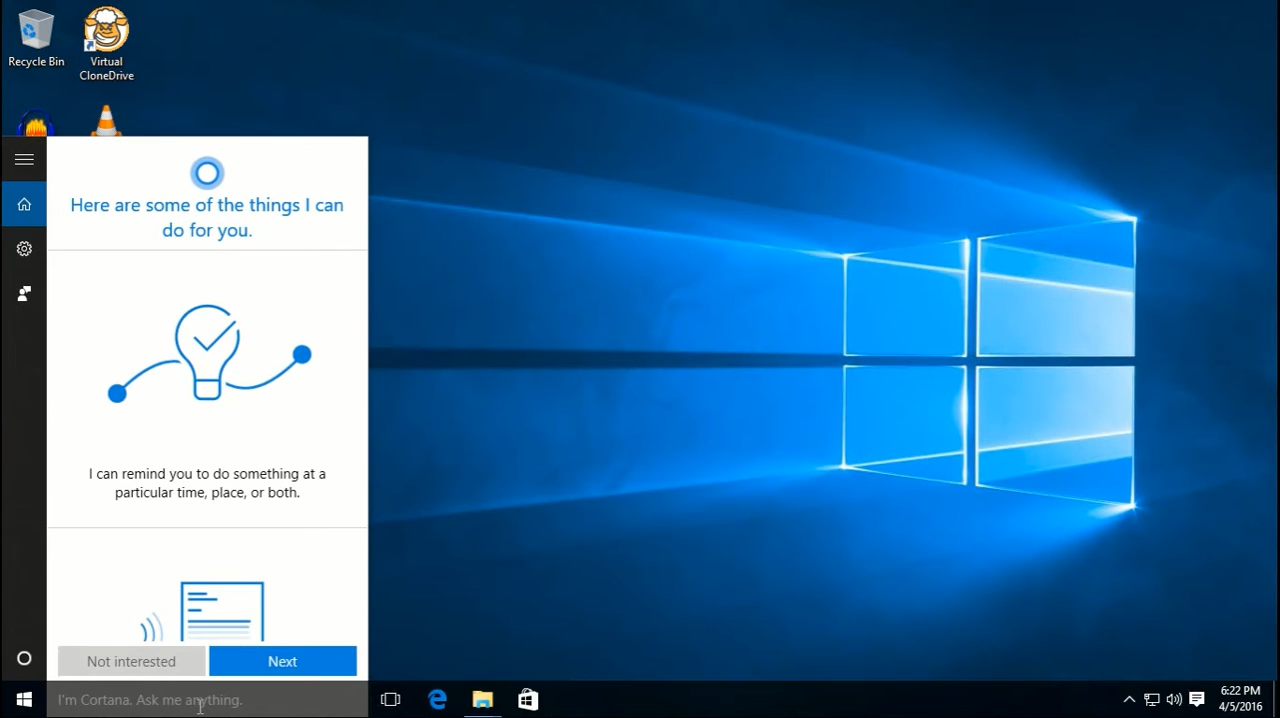 Recycle Bin
Virtual
CloneDrive
Here are some of the things I can
do for you.
I can remind you to do something at a
particular time, place, or both.
Not interested
Next
I'm Cortana. Ask me anything.
6:22 PM
4/5/2016